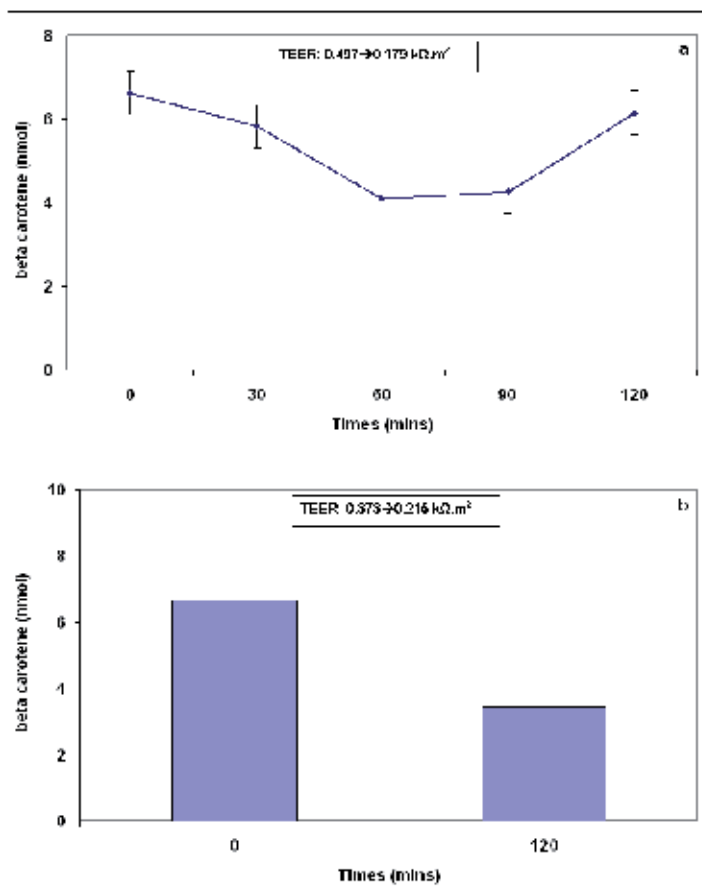 8
TEER: 0.497→0.179 kΩ.m²
a
6
4
2
0
beta carotene (nmol)
0 30 60 90 120
Times (mins)
10
TEER: 0.373→0.216 kΩ.m²
b
8
6
4
2
0
beta carotene (nmol)
0 120
Times (mins)